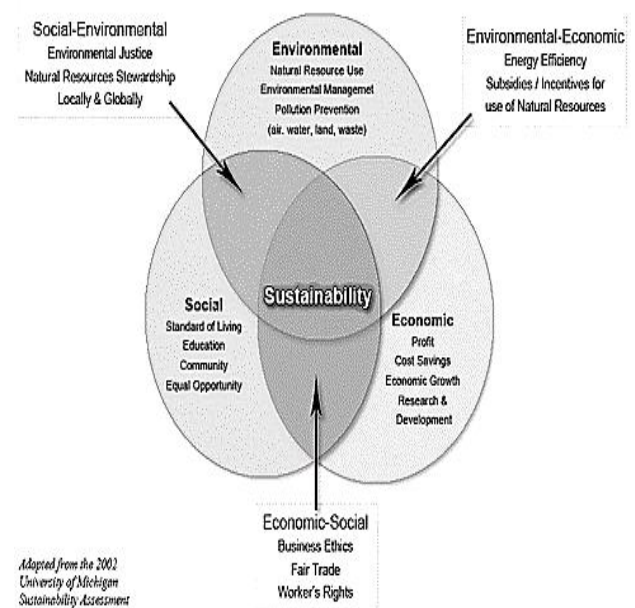 Social-Environmental
Environmental Justice
Natural Resources Stewardship
Locally & Globally
Environmental
Natural Resource Use
Environmental Managemet
Pollution Prevention
(air. water, land, waste)
Environmental-Economic
Energy Efficiency
Subsidies / Incentives for
use of Natural Resources
Sustainability
Social
Standard of Living
Education
Community
Equal Opportunity
Economic
Profit
Cost Savings
Economic Growth
Research &
Development
Economic-Social
Business Ethics
Fair Trade
Worker's Rights
Adapted from the 2002
University of Michigan
Sustainability Assessment